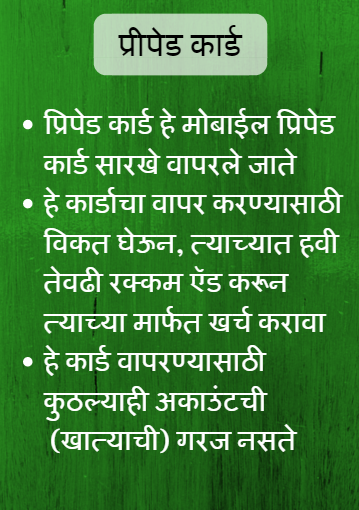 प्रीपेड कार्ड
• प्रिपेड कार्ड हे मोबाईल प्रिपेड
कार्ड सारखे वापरले जाते
• हे कार्डाचा वापर करण्यासाठी
विकत घेऊन, त्याच्यात हवी
तेवढी रक्कम ऍड करून
त्याच्या मार्फत खर्च करावा
• हे कार्ड वापरण्यासाठी
कुठल्याही अकाउंटची
(खात्याची) गरज नसते